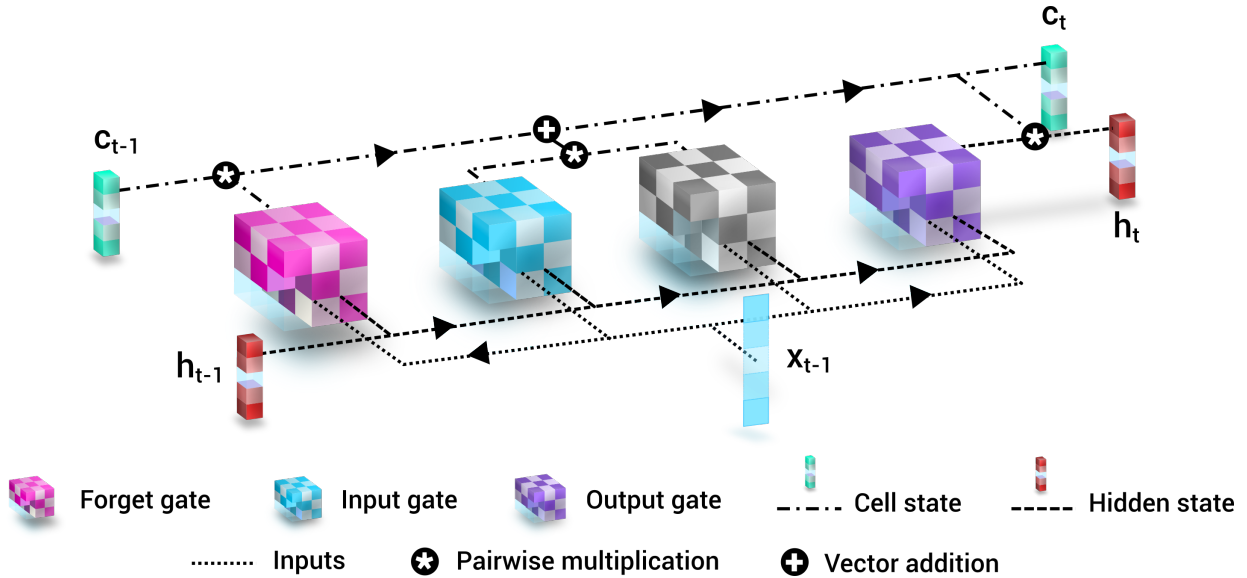 c_t
c_{t-1}
h_t
h_{t-1}
x_{t-1}
Forget gate
Input gate
Output gate
Cell state
Hidden state
Inputs
Pairwise multiplication
Vector addition